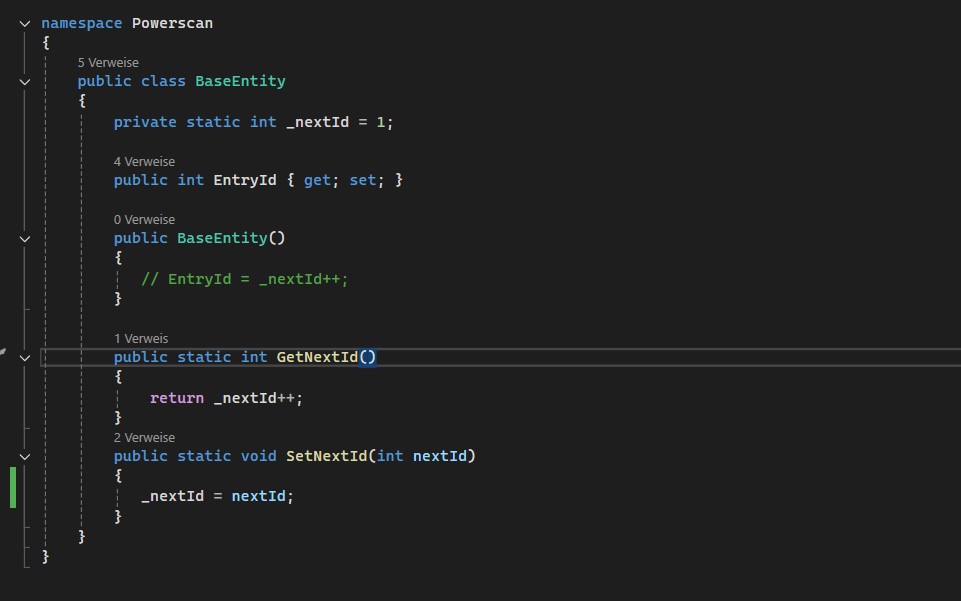 namespace Powerscan
{
5 Verweise
public class BaseEntity
{
private static int _nextId = 1;
4 Verweise
public int EntryId { get; set; }
0 Verweise
public BaseEntity()
{
// EntryId = _nextId++;
}
1 Verweis
public static int GetNextId()
{
return _nextId++;
}
2 Verweise
public static void SetNextId(int nextId)
{
_nextId = nextId;
}
}
}